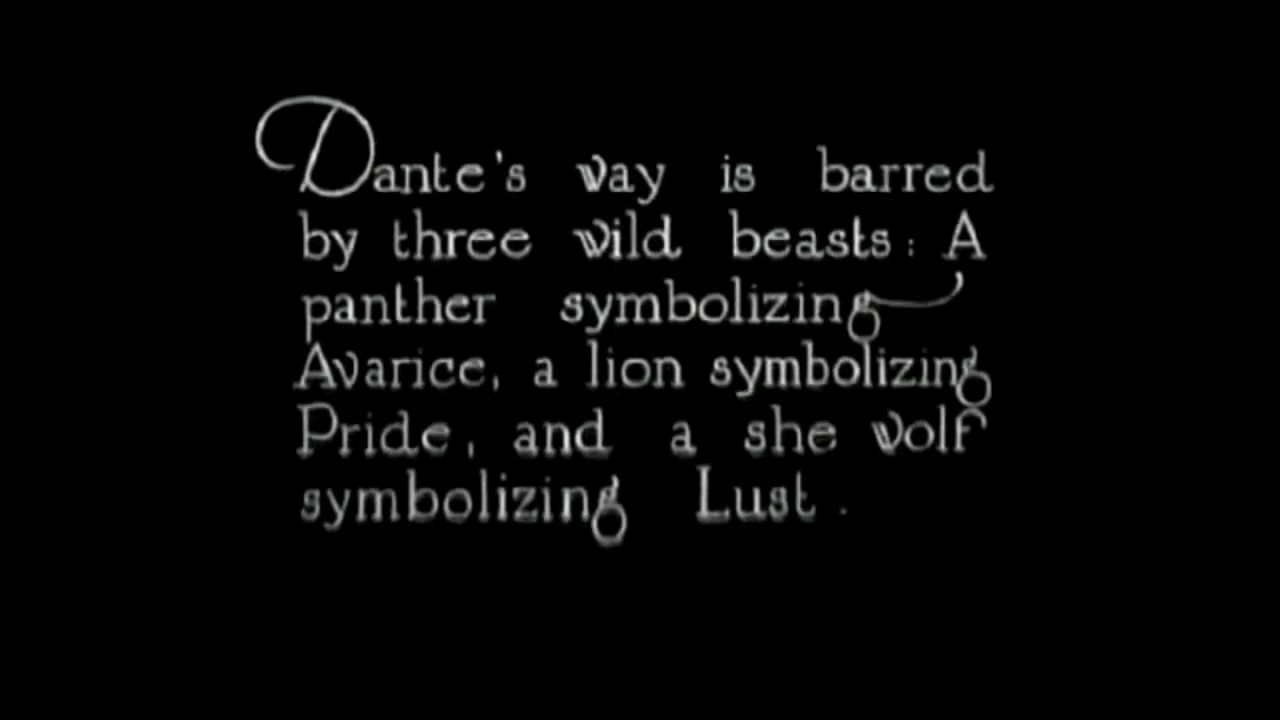 Dante's way is barred
by three wild beasts: A
panther symbolizing
Avarice, a lion symbolizing
Pride, and a she wolf
symbolizing Lust.